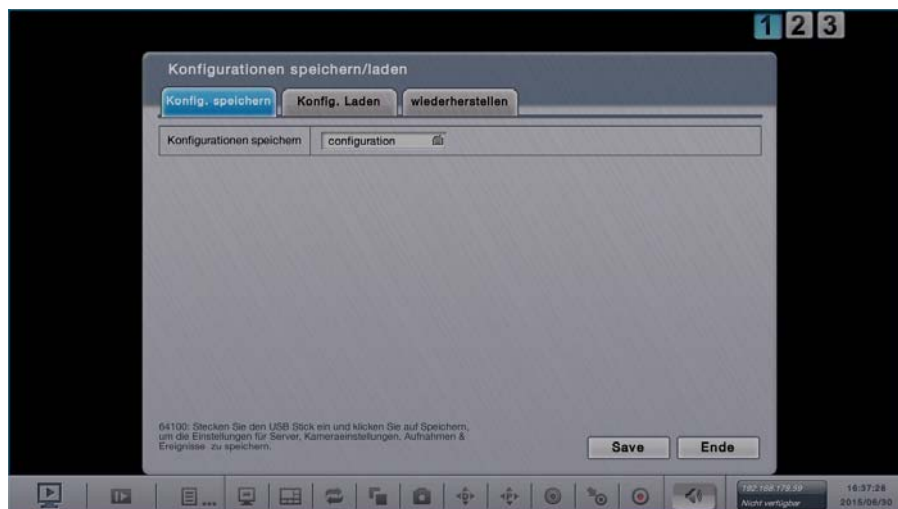 1 2 3
Konfigurationen speichern/laden
Konfig. speichern Konfig. Laden wiederherstellen
Konfigurationen speichern configuration
64100: Stecken Sie den USB Stick ein und klicken Sie auf Speichern,
um die Einstellungen für Server, Kameraeinstellungen, Aufnahmen &
Ereignisse zu speichern.
Save Ende
192.168.179.59 16:37:28
Nicht verfügbar 2015/06/30